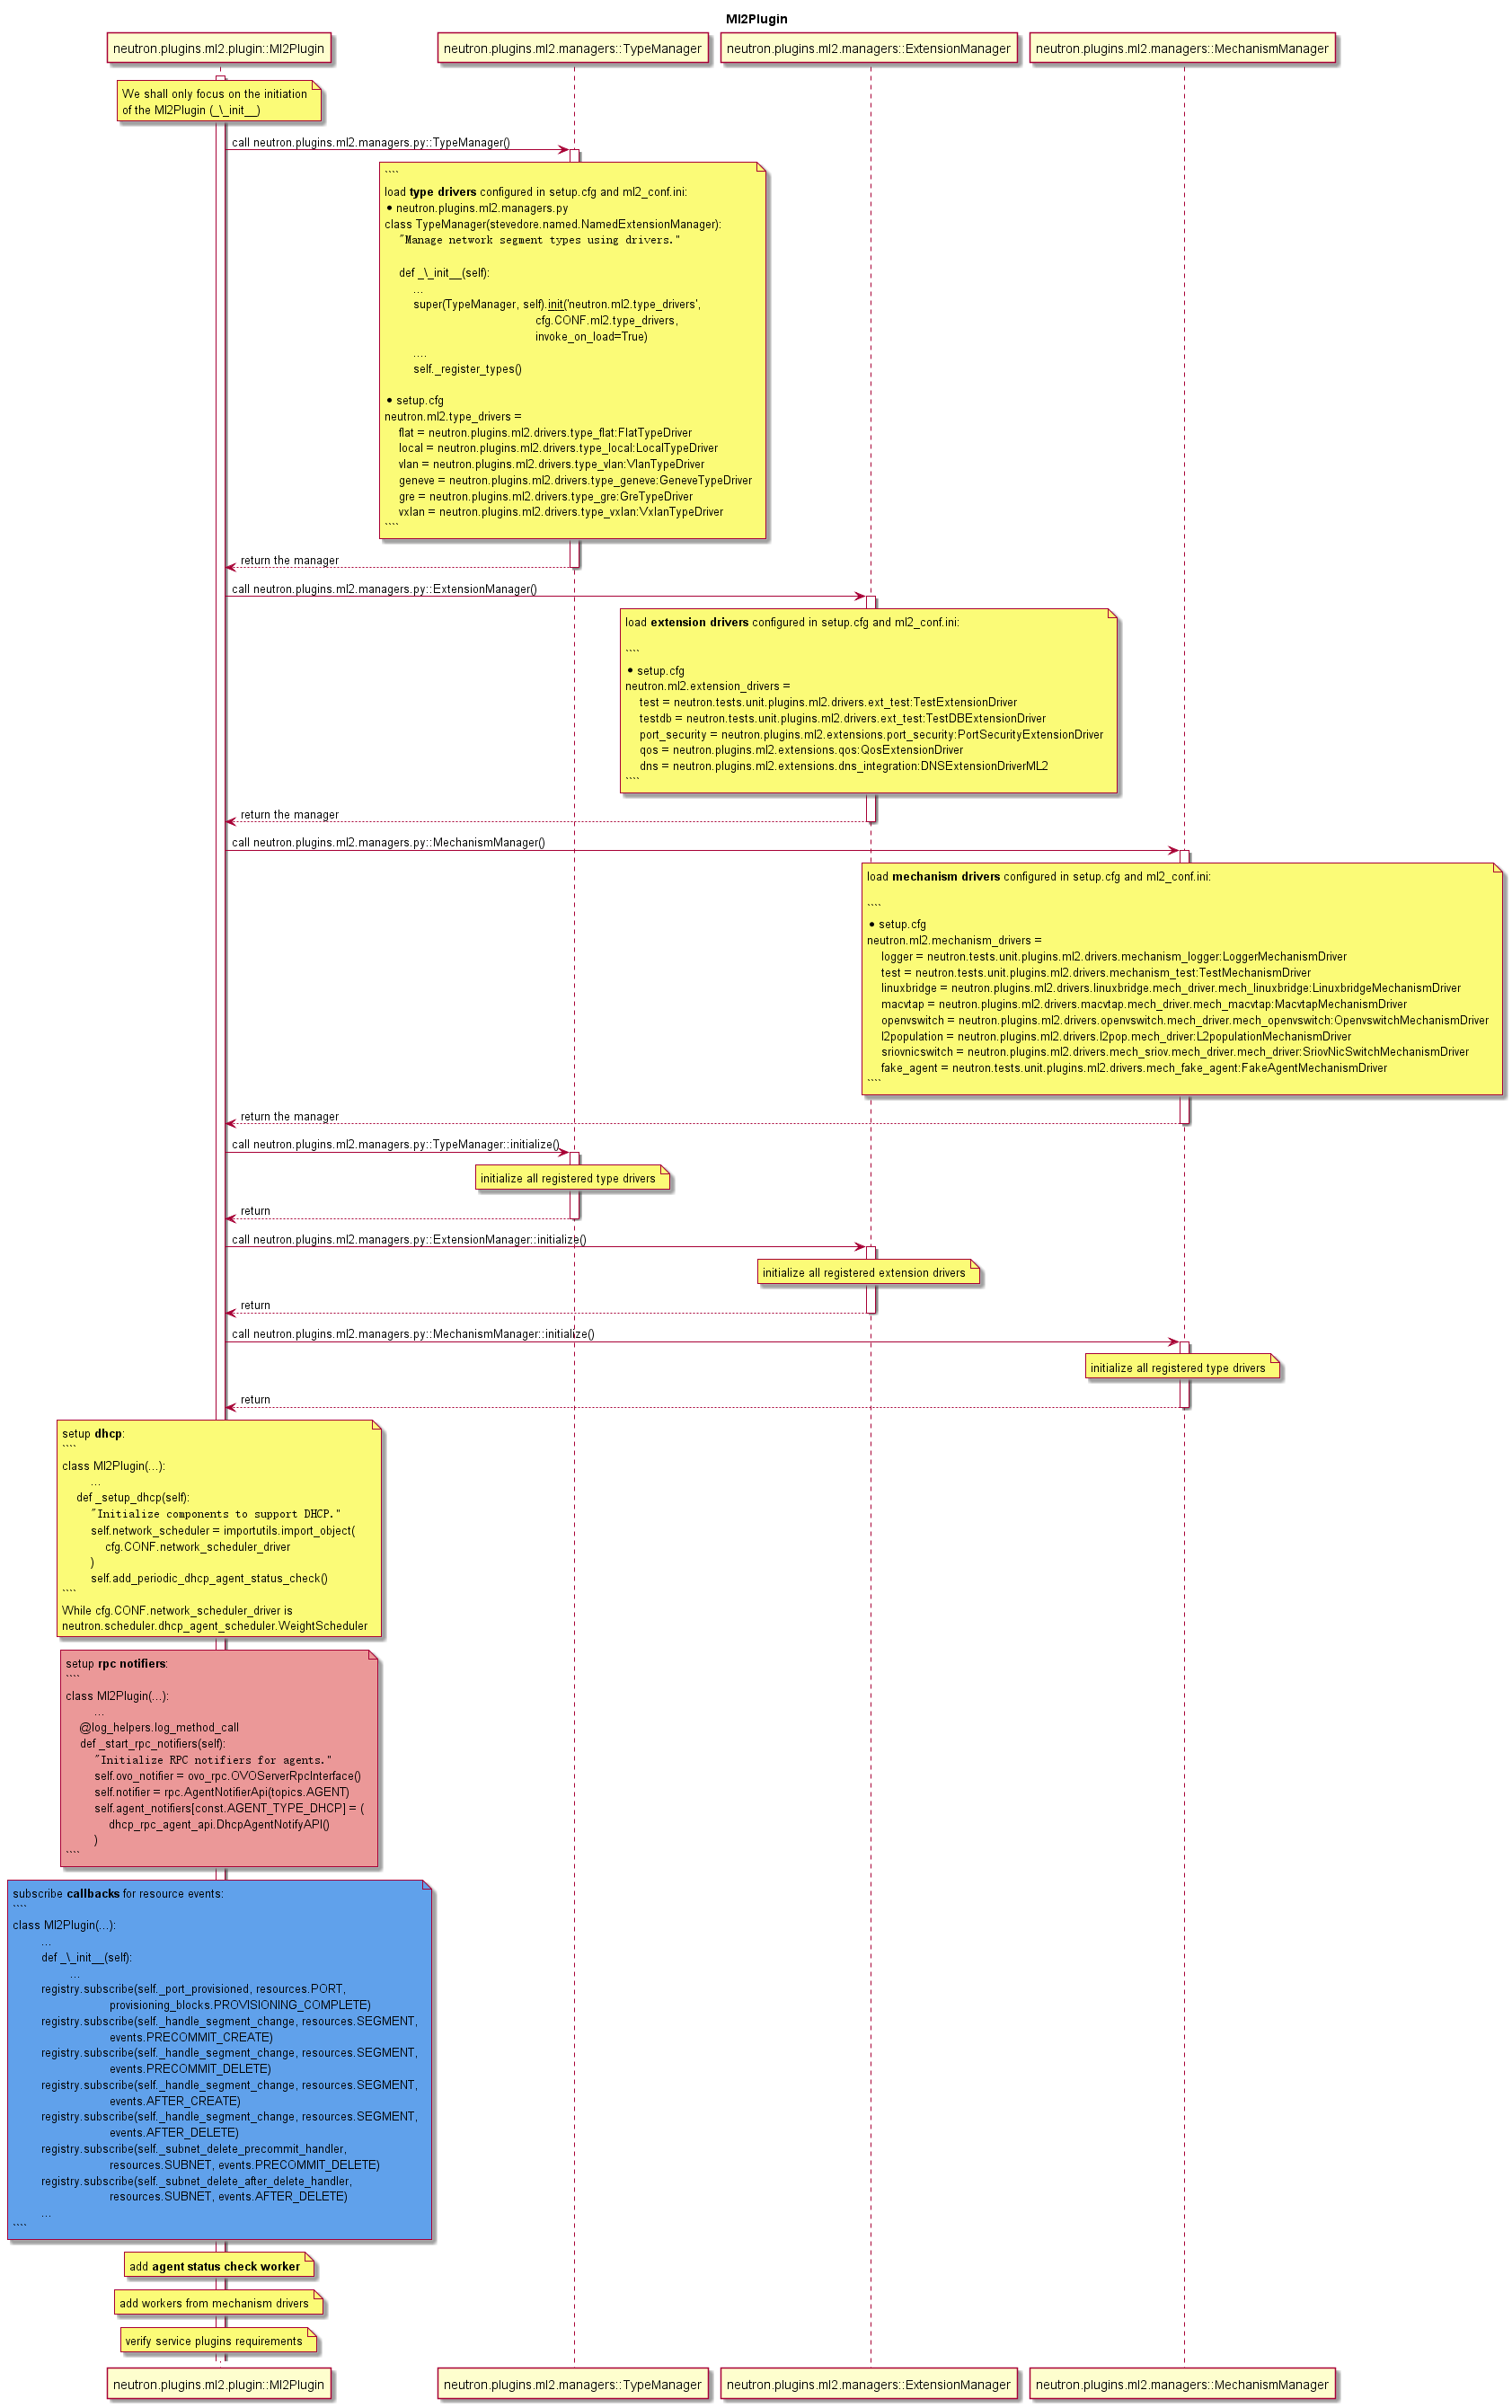 Ml2Plugin
neutron.plugins.ml2.plugin::Ml2Plugin
neutron.plugins.ml2.managers::TypeManager
neutron.plugins.ml2.managers::ExtensionManager
neutron.plugins.ml2.managers::MechanismManager
We shall only focus on the initiation
of the Ml2Plugin (_\_init__)
call neutron.plugins.ml2.managers.py::TypeManager()
````
load type drivers configured in setup.cfg and ml2_conf.ini:
• neutron.plugins.ml2.managers.py
class TypeManager(stevedore.named.NamedExtensionManager):
"Manage network segment types using drivers."
def _\_init__(self):
...
super(TypeManager, self).init('neutron.ml2.type_drivers',
cfg.CONF.ml2.type_drivers,
invoke_on_load=True)
....
self._register_types()
• setup.cfg
neutron.ml2.type_drivers =
flat = neutron.plugins.ml2.drivers.type_flat:FlatTypeDriver
local = neutron.plugins.ml2.drivers.type_local:LocalTypeDriver
vlan = neutron.plugins.ml2.drivers.type_vlan:VlanTypeDriver
geneve = neutron.plugins.ml2.drivers.type_geneve:GeneveTypeDriver
gre = neutron.plugins.ml2.drivers.type_gre:GreTypeDriver
vxlan = neutron.plugins.ml2.drivers.type_vxlan:VxlanTypeDriver
````
return the manager
call neutron.plugins.ml2.managers.py::ExtensionManager()
load extension drivers configured in setup.cfg and ml2_conf.ini:
````
• setup.cfg
neutron.ml2.extension_drivers =
test = neutron.tests.unit.plugins.ml2.drivers.ext_test:TestExtensionDriver
testdb = neutron.tests.unit.plugins.ml2.drivers.ext_test:TestDBExtensionDriver
port_security = neutron.plugins.ml2.extensions.port_security:PortSecurityExtensionDriver
qos = neutron.plugins.ml2.extensions.qos:QosExtensionDriver
dns = neutron.plugins.ml2.extensions.dns_integration:DNSExtensionDriverML2
````
return the manager
call neutron.plugins.ml2.managers.py::MechanismManager()
load mechanism drivers configured in setup.cfg and ml2_conf.ini:
````
• setup.cfg
neutron.ml2.mechanism_drivers =
logger = neutron.tests.unit.plugins.ml2.drivers.mechanism_logger:LoggerMechanismDriver
test = neutron.tests.unit.plugins.ml2.drivers.mechanism_test:TestMechanismDriver
linuxbridge = neutron.plugins.ml2.drivers.linuxbridge.mech_driver.mech_linuxbridge:LinuxbridgeMechanismDriver
macvtap = neutron.plugins.ml2.drivers.macvtap.mech_driver.mech_macvtap:MacvtapMechanismDriver
openvswitch = neutron.plugins.ml2.drivers.openvswitch.mech_driver.mech_openvswitch:OpenvswitchMechanismDriver
l2population = neutron.plugins.ml2.drivers.l2pop.mech_driver:L2populationMechanismDriver
sriovnicswitch = neutron.plugins.ml2.drivers.mech_sriov.mech_driver.mech_driver:SriovNicSwitchMechanismDriver
fake_agent = neutron.tests.unit.plugins.ml2.drivers.mech_fake_agent:FakeAgentMechanismDriver
````
return the manager
call neutron.plugins.ml2.managers.py::TypeManager::initialize()
initialize all registered type drivers
return
call neutron.plugins.ml2.managers.py::ExtensionManager::initialize()
initialize all registered extension drivers
return
call neutron.plugins.ml2.managers.py::MechanismManager::initialize()
initialize all registered type drivers
return
setup dhcp:
````
class Ml2Plugin(...):
...
def _setup_dhcp(self):
"Initialize components to support DHCP."
self.network_scheduler = importutils.import_object(
cfg.CONF.network_scheduler_driver
)
self.add_periodic_dhcp_agent_status_check()
````
While cfg.CONF.network_scheduler_driver is
neutron.scheduler.dhcp_agent_scheduler.WeightScheduler
setup rpc notifiers:
````
class Ml2Plugin(...):
...
@log_helpers.log_method_call
def _start_rpc_notifiers(self):
"Initialize RPC notifiers for agents."
self.ovo_notifier = ovo_rpc.OVOServerRpcInterface()
self.notifier = rpc.AgentNotifierApi(topics.AGENT)
self.agent_notifiers[const.AGENT_TYPE_DHCP] = (
dhcp_rpc_agent_api.DhcpAgentNotifyAPI()
)
````
subscribe callbacks for resource events:
````
class Ml2Plugin(...):
...
def _\_init__(self):
...
registry.subscribe(self._port_provisioned, resources.PORT,
provisioning_blocks.PROVISIONING_COMPLETE)
registry.subscribe(self._handle_segment_change, resources.SEGMENT,
events.PRECOMMIT_CREATE)
registry.subscribe(self._handle_segment_change, resources.SEGMENT,
events.PRECOMMIT_DELETE)
registry.subscribe(self._handle_segment_change, resources.SEGMENT,
events.AFTER_CREATE)
registry.subscribe(self._handle_segment_change, resources.SEGMENT,
events.AFTER_DELETE)
registry.subscribe(self._subnet_delete_precommit_handler,
resources.SUBNET, events.PRECOMMIT_DELETE)
registry.subscribe(self._subnet_delete_after_delete_handler,
resources.SUBNET, events.AFTER_DELETE)
...
````
add agent status check worker
add workers from mechanism drivers
verify service plugins requirements
neutron.plugins.ml2.plugin::Ml2Plugin
neutron.plugins.ml2.managers::TypeManager
neutron.plugins.ml2.managers::ExtensionManager
neutron.plugins.ml2.managers::MechanismManager